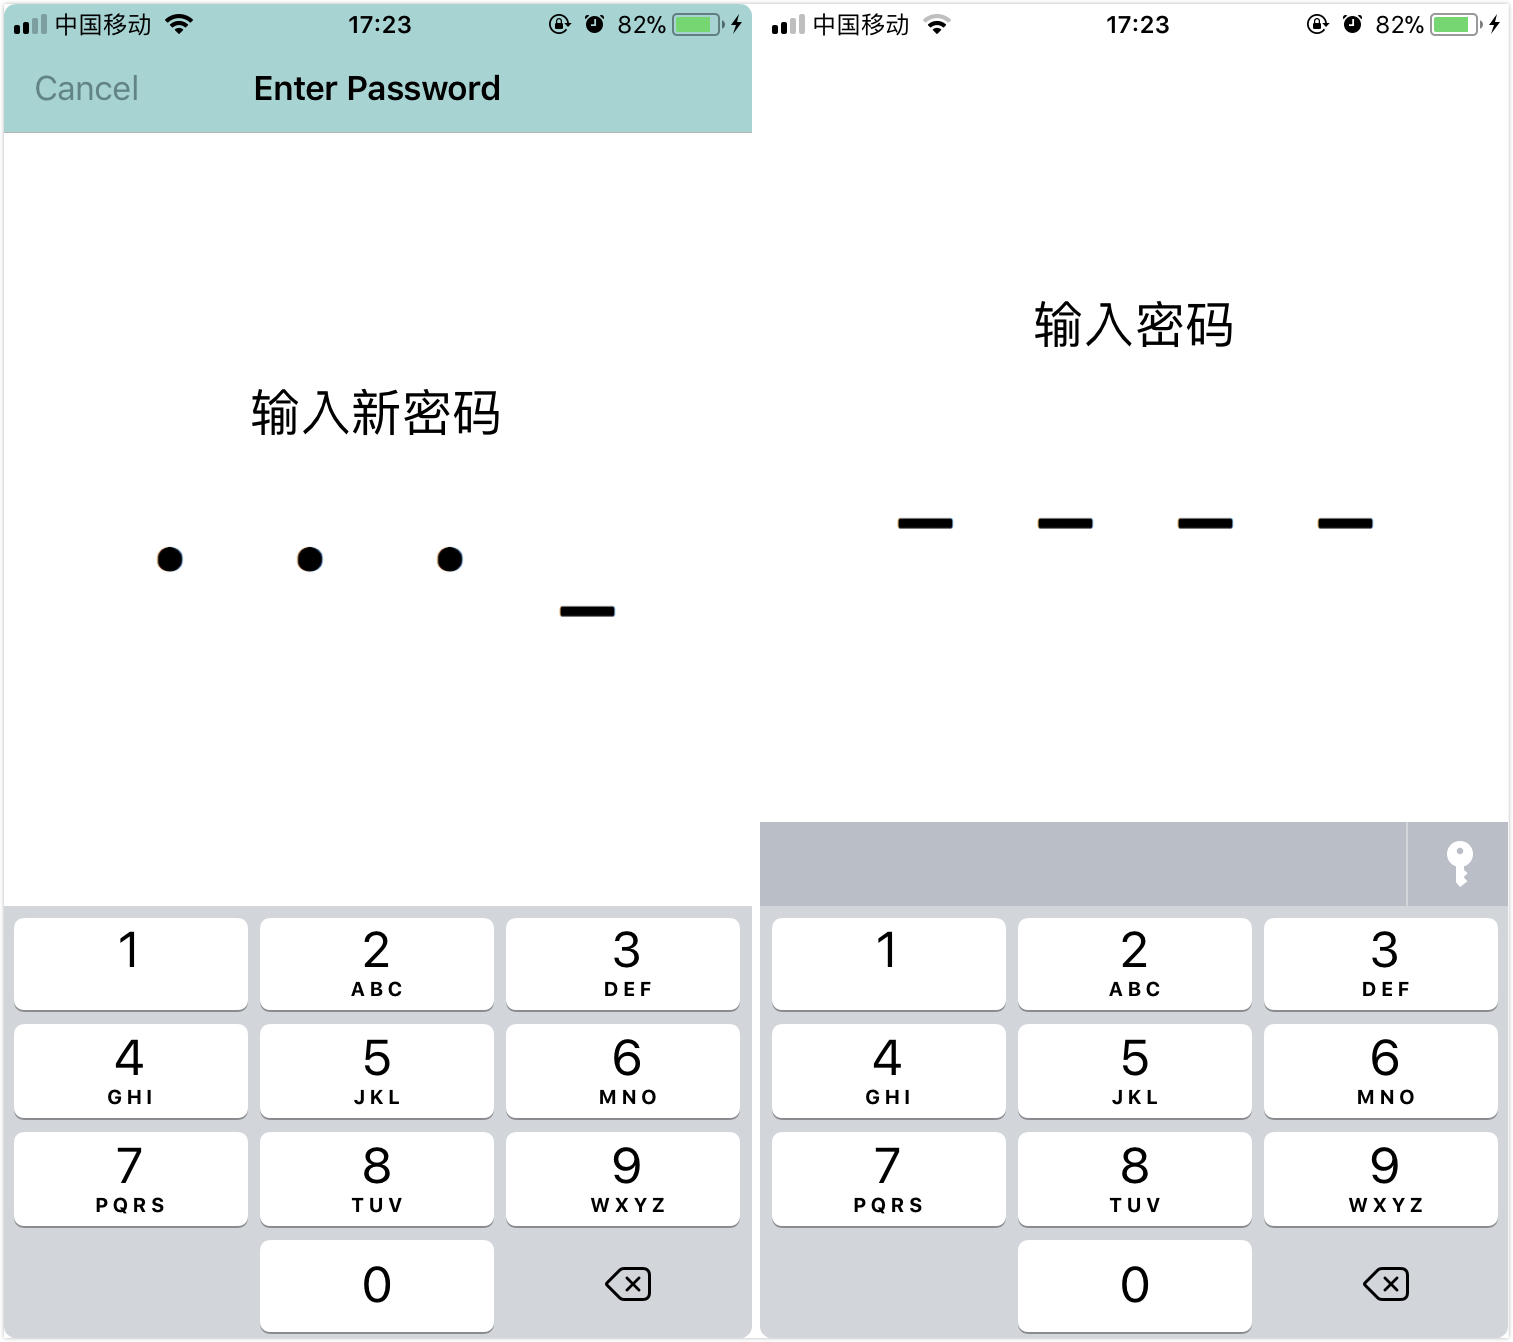 中国移动 17:23 82%
Cancel Enter Password
输入新密码
1 2 3
ABC DEF
4 5 6
GHI JKL MNO
7 8 9
PQRS TUV WXYZ
0
中国移动 17:23 82%
输入密码
1 2 3
ABC DEF
4 5 6
GHI JKL MNO
7 8 9
PQRS TUV WXYZ
0